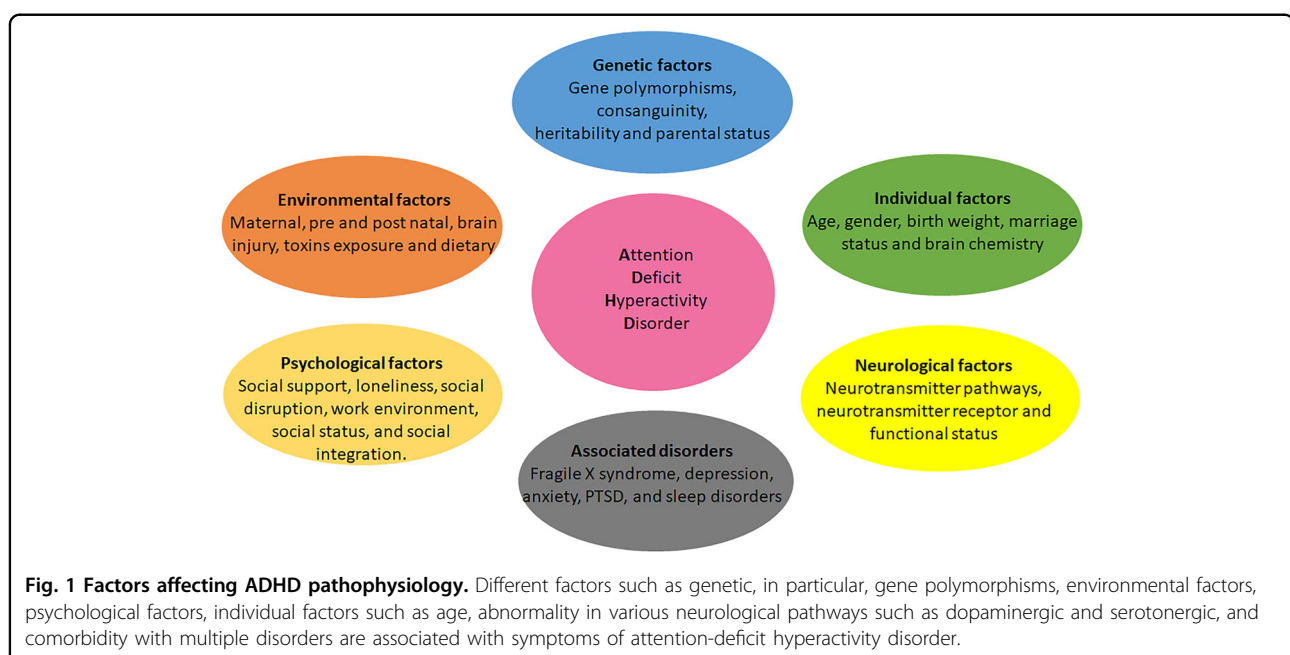 Genetic factors
Gene polymorphisms,
consanguinity,
heritability and parental status
Environmental factors
Maternal, pre and post natal, brain
injury, toxins exposure and dietary
Individual factors
Age, gender, birth weight, marriage
status and brain chemistry
Attention
Deficit
Hyperactivity
Disorder
Psychological factors
Social support, loneliness, social
disruption, work environment,
social status, and social
integration.
Neurological factors
Neurotransmitter pathways,
neurotransmitter receptor and
functional status
Associated disorders
Fragile X syndrome, depression,
anxiety, PTSD, and sleep disorders
Fig. 1 Factors affecting ADHD pathophysiology. Different factors such as genetic, in particular, gene polymorphisms, environmental factors,
psychological factors, individual factors such as age, abnormality in various neurological pathways such as dopaminergic and serotonergic, and
comorbidity with multiple disorders are associated with symptoms of attention-deficit hyperactivity disorder.